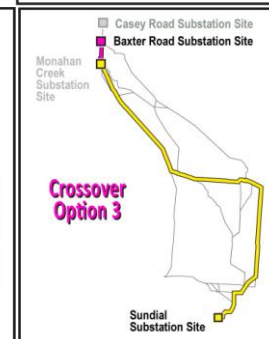 Casey Road Substation Site
Baxter Road Substation Site
Monahan
Creek
Substation
Site
Crossover
Option 3
Sundial
Substation Site